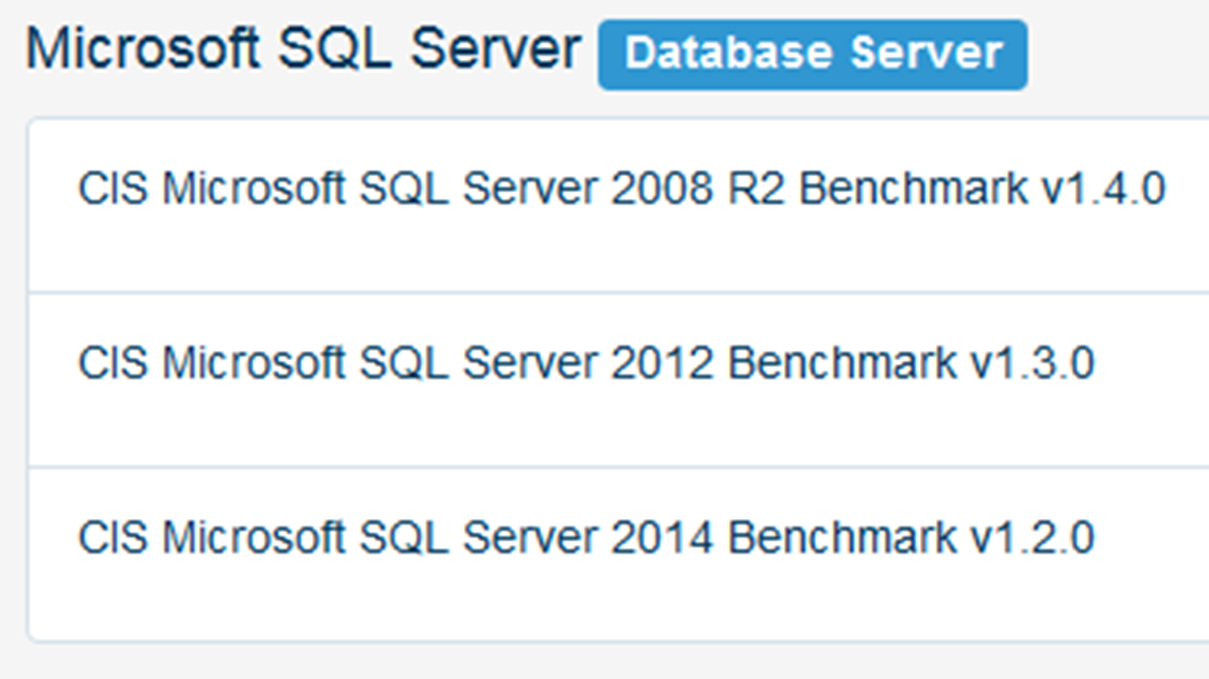 Microsoft SQL Server Database Server
CIS Microsoft SQL Server 2008 R2 Benchmark v1.4.0
CIS Microsoft SQL Server 2012 Benchmark v1.3.0
CIS Microsoft SQL Server 2014 Benchmark v1.2.0